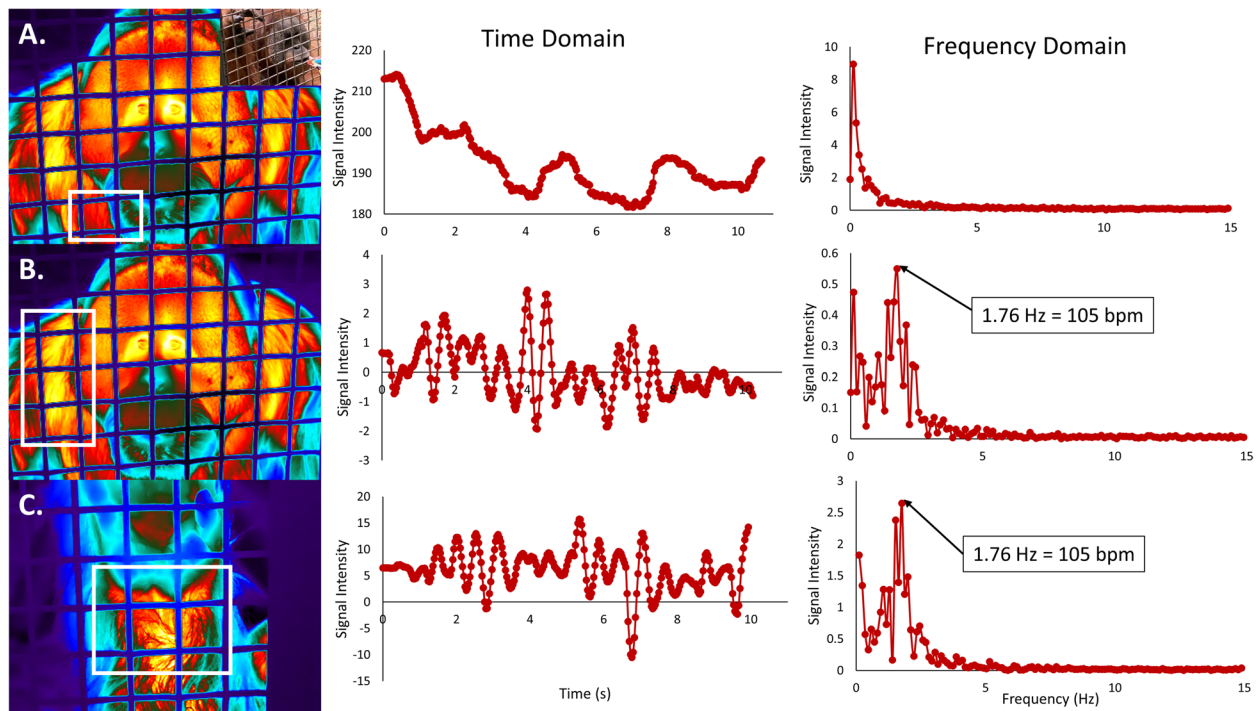 A.
Time Domain
Frequency Domain
Signal Intensity
220
210
200
190
180
0 2 4 6 8 10
Signal Intensity
10
8
6
4
2
0
0 5 10 15
B.
Signal Intensity
4
3
2
1
0
-1
-2
-3
0 2 4 6 8 10
Signal Intensity
0.6
0.5
0.4
0.3
0.2
0.1
0
0 5 10 15
1.76 Hz = 105 bpm
C.
Signal Intensity
20
15
10
5
0
-5
-10
-15
0 2 4 6 8 10
Time (s)
Signal Intensity
3
2.5
2
1.5
1
0.5
0
0 5 10 15
1.76 Hz = 105 bpm
Frequency (Hz)